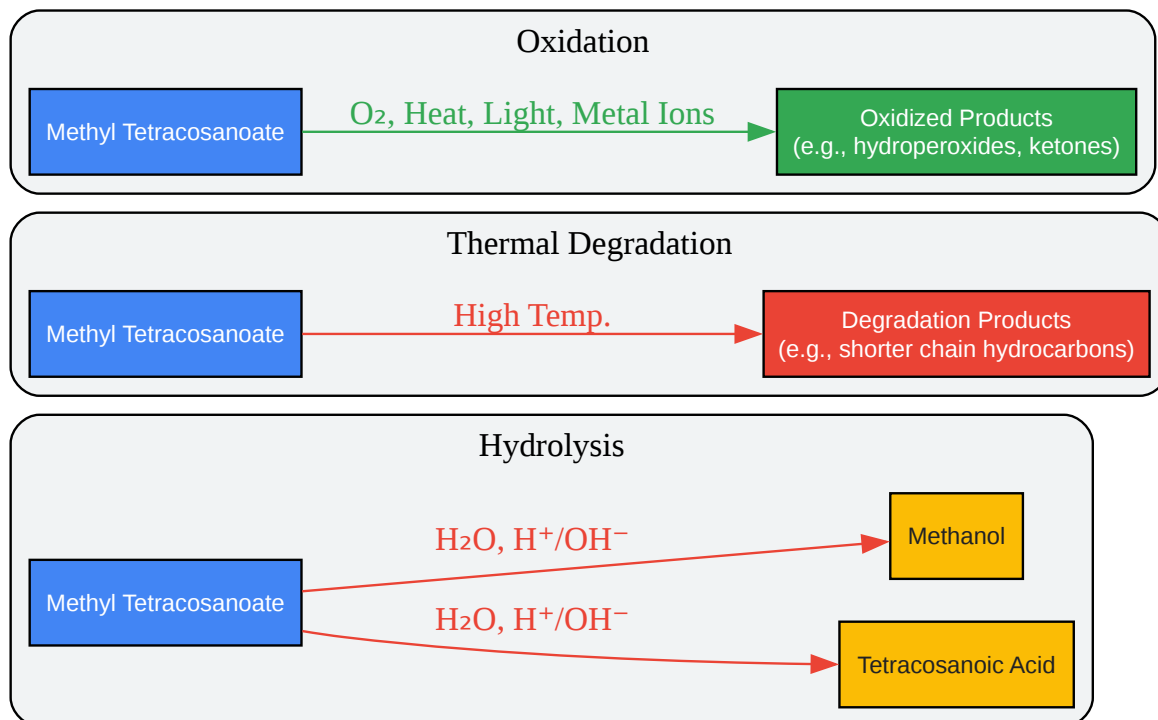 Oxidation
Methyl Tetracosanoate
O₂, Heat, Light, Metal Ions
Oxidized Products
(e.g., hydroperoxides, ketones)
Thermal Degradation
Methyl Tetracosanoate
High Temp.
Degradation Products
(e.g., shorter chain hydrocarbons)
Hydrolysis
Methyl Tetracosanoate
H₂O, H⁺/OH⁻
Methanol
H₂O, H⁺/OH⁻
Tetracosanoic Acid